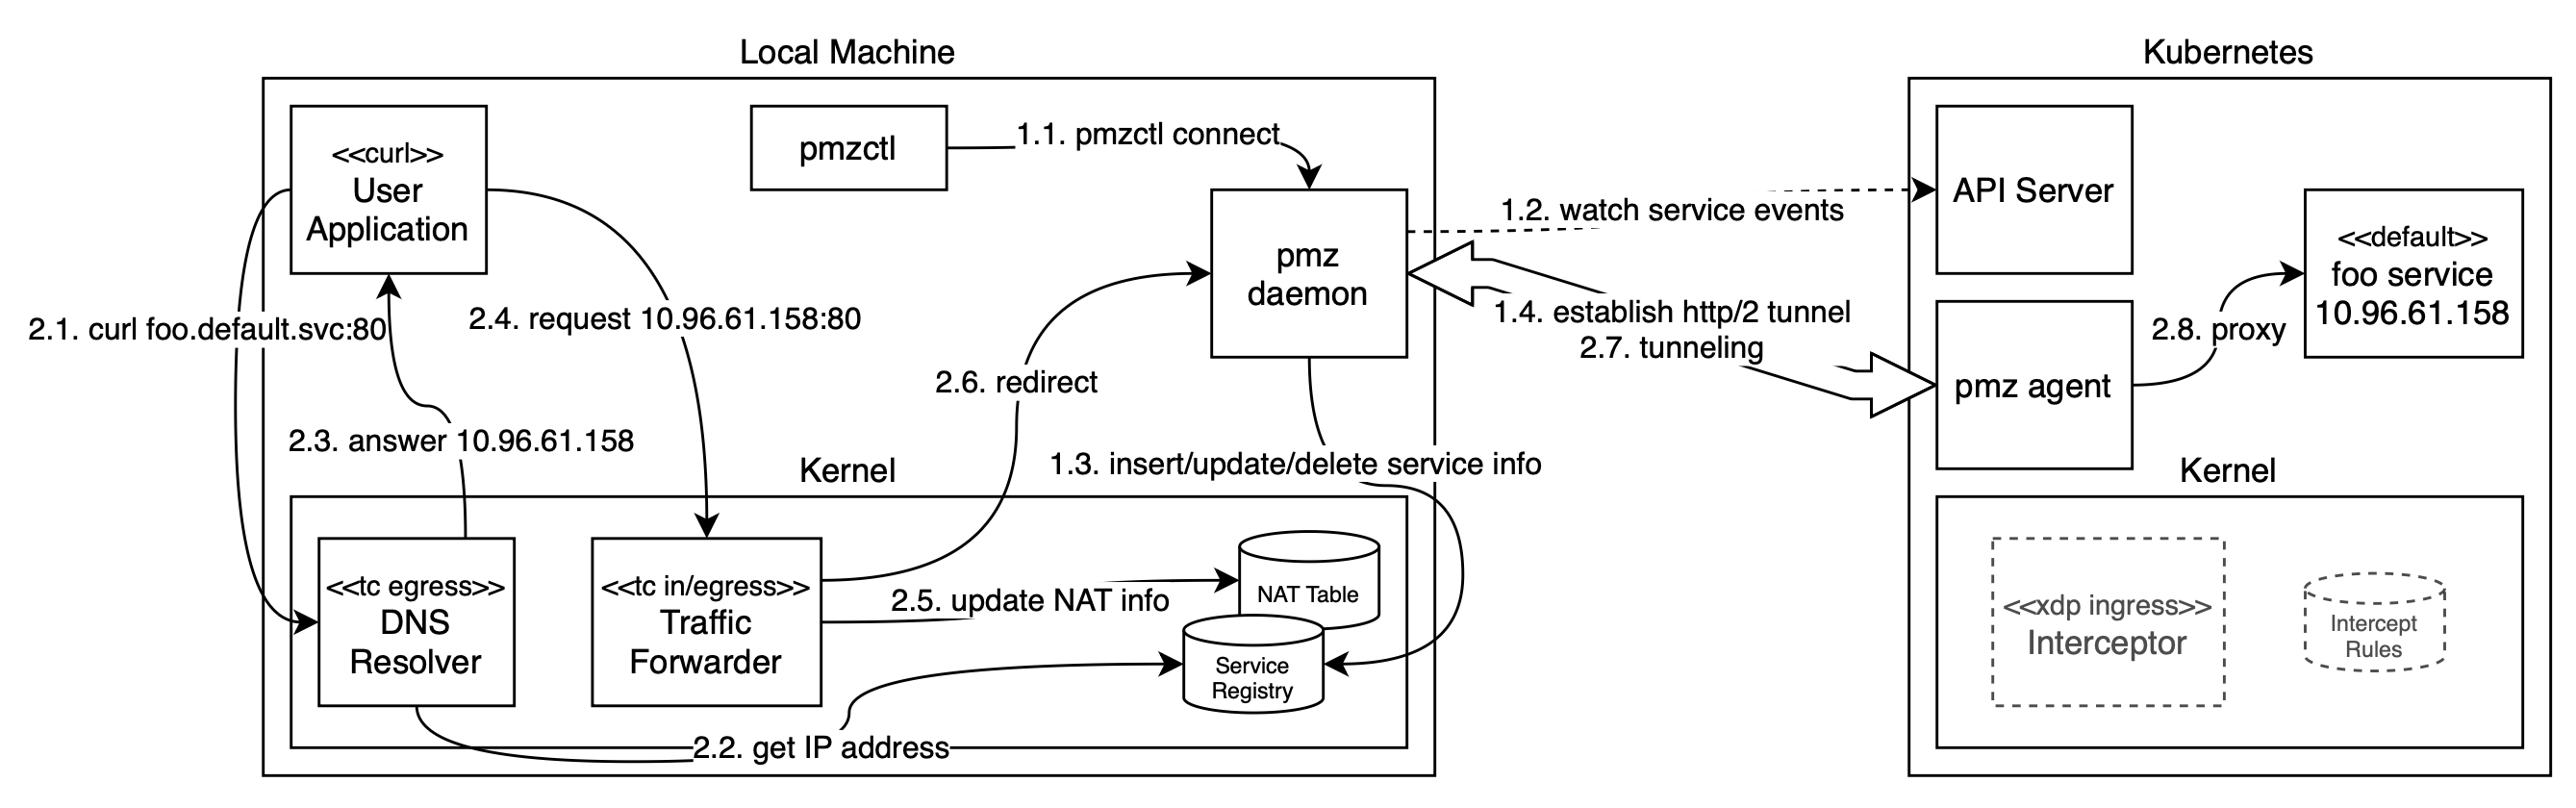 Local Machine
Kubernetes
<<curl>>
User
Application
pmzctl
1.1. pmzctl connect
pmz
daemon
1.2. watch service events
API Server
<<default>>
foo service
10.96.61.158
2.1. curl foo.default.svc:80
2.4. request 10.96.61.158:80
2.6. redirect
1.4. establish http/2 tunnel
2.7. tunneling
pmz agent
2.8. proxy
2.3. answer 10.96.61.158
Kernel
1.3. insert/update/delete service info
Kernel
<<tc egress>>
DNS
Resolver
<<tc in/egress>>
Traffic
Forwarder
2.5. update NAT info
NAT Table
Service
Registry
2.2. get IP address
<<xdp ingress>>
Interceptor
Intercept
Rules